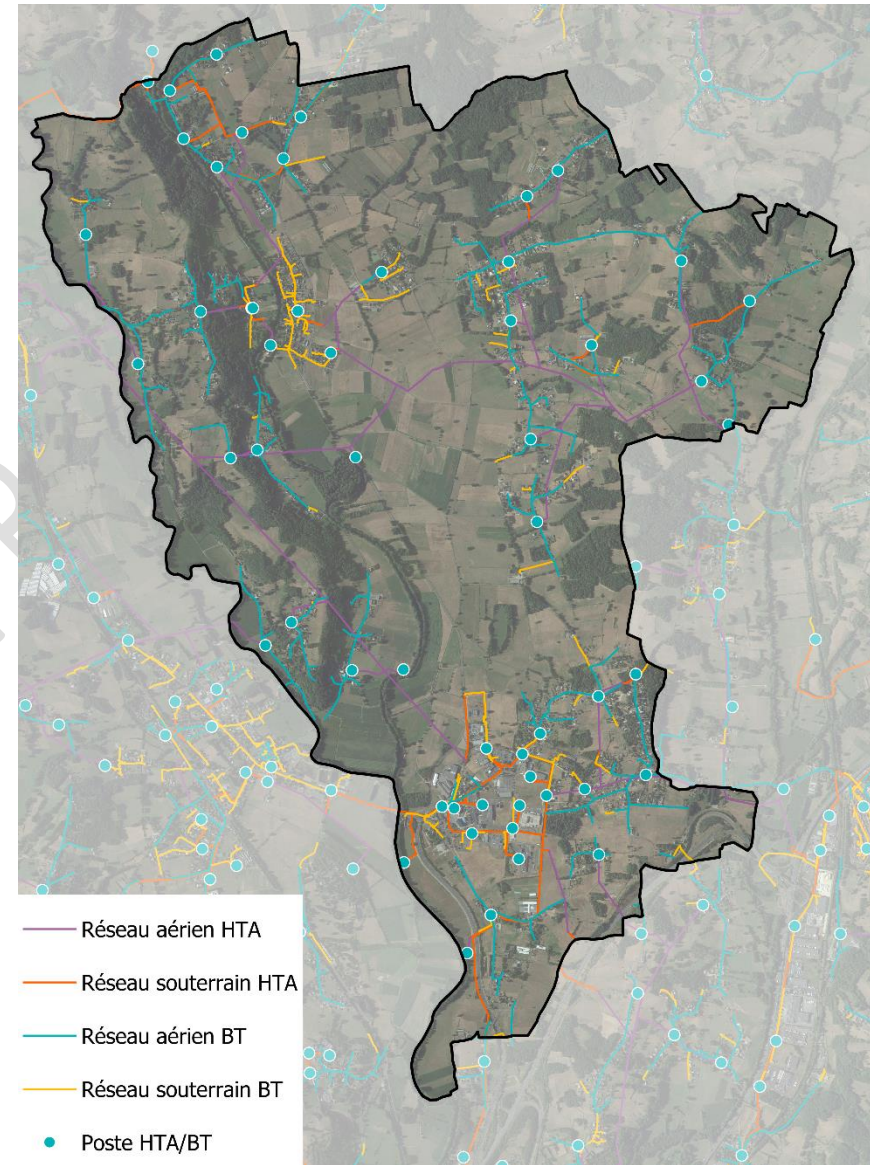 Réseau aérien HTA
Réseau souterrain HTA
Réseau aérien BT
Réseau souterrain BT
Poste HTA/BT